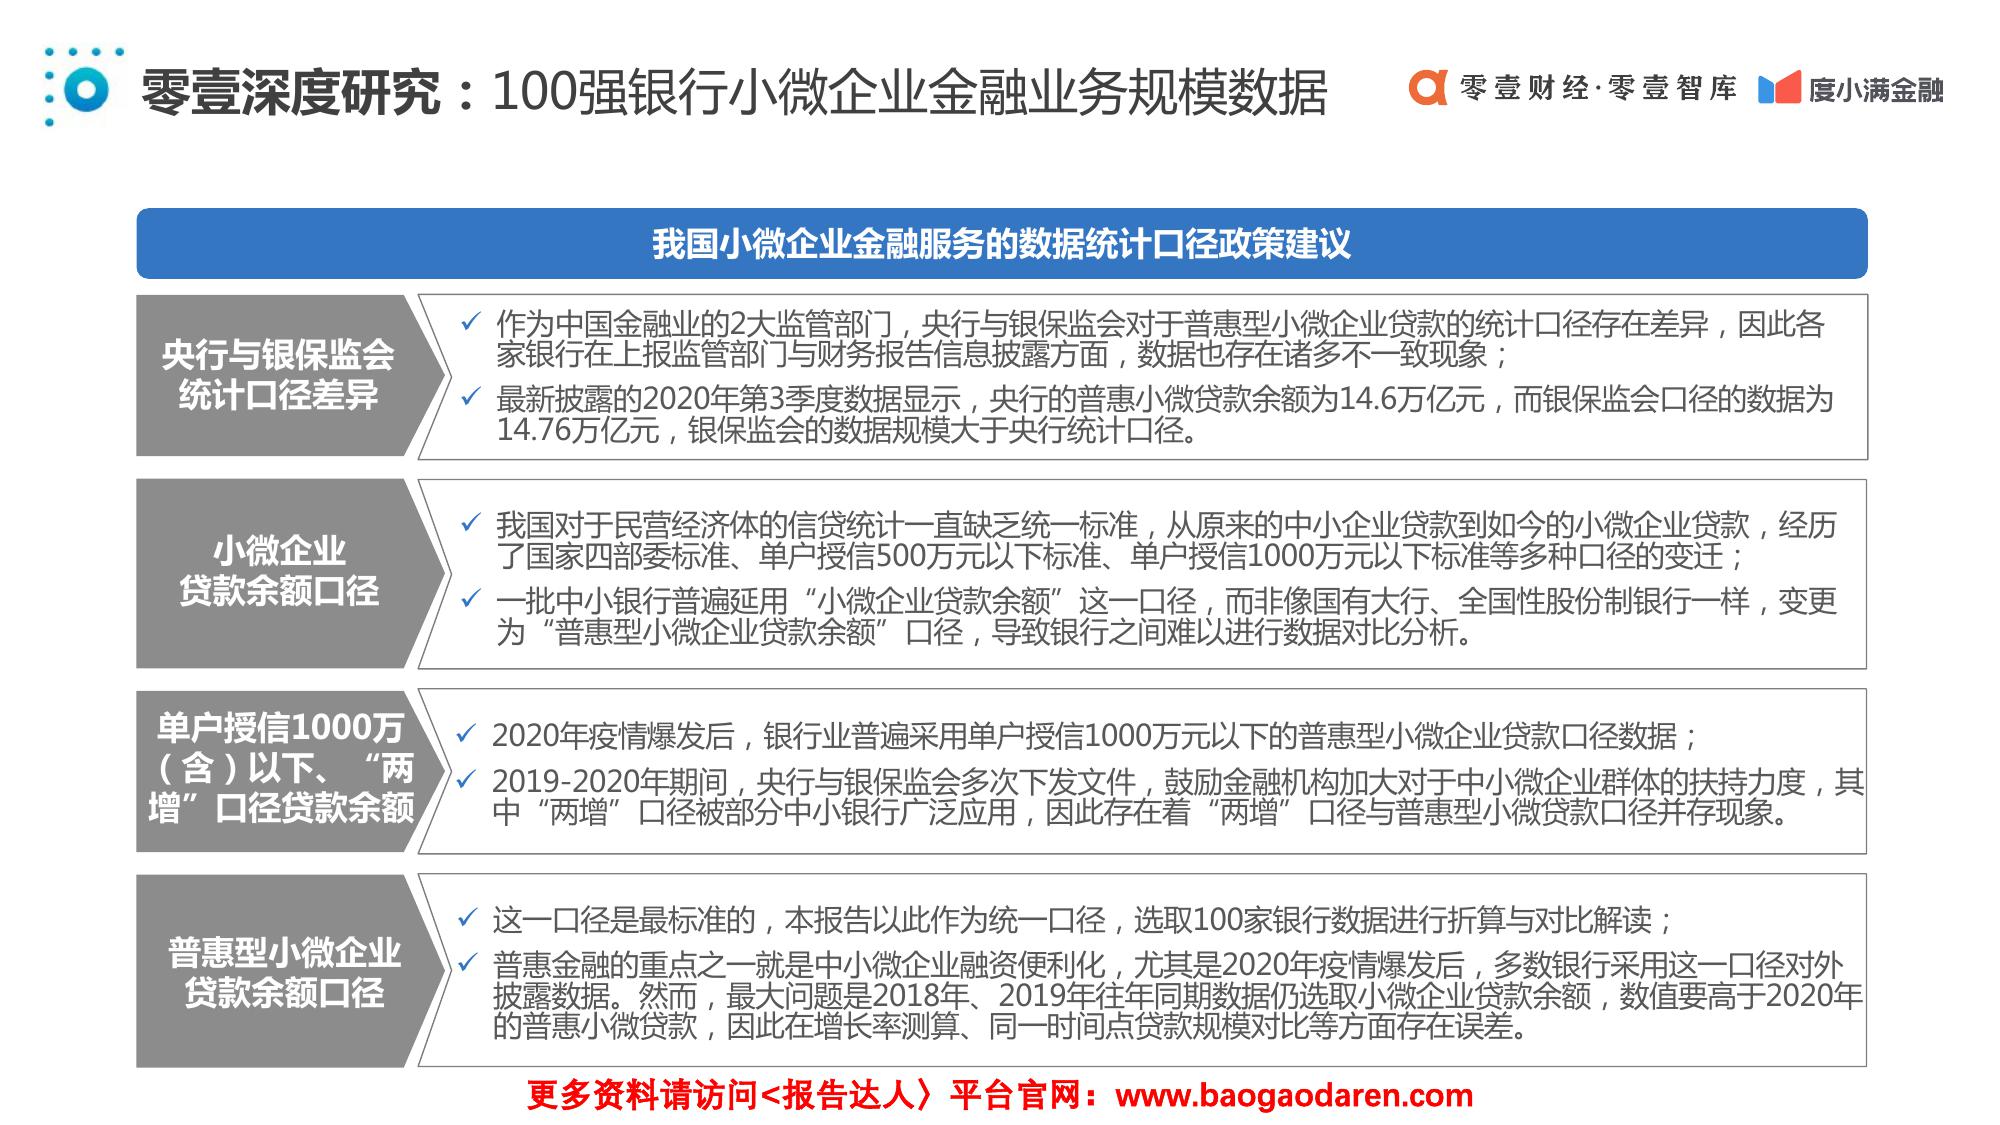 零壹深度研究：100强银行小微企业金融业务规模数据
零壹财经·零壹智库
度小满金融
我国小微企业金融服务的数据统计口径政策建议
央行与银保监会
统计口径差异
作为中国金融业的2大监管部门，央行与银保监会对于普惠型小微企业贷款的统计口径存在差异，因此各
家银行在上报监管部门与财务报告信息披露方面，数据也存在诸多不一致现象；
最新披露的2020年第3季度数据显示，央行的普惠小微贷款余额为14.6万亿元，而银保监会口径的数据为
14.76万亿元，银保监会的数据规模大于央行统计口径。
小微企业
贷款余额口径
我国对于民营经济体的信贷统计一直缺乏统一标准，从原来的中小企业贷款到如今的小微企业贷款，经历
了国家四部委标准、单户授信500万元以下标准、单户授信1000万元以下标准等多种口径的变迁；
一批中小银行普遍延用“小微企业贷款余额”这一口径，而非像国有大行、全国性股份制银行一样，变更
为“普惠型小微企业贷款余额”口径，导致银行之间难以进行数据对比分析。
单户授信1000万
（含）以下、“两
增”口径贷款余额
2020年疫情爆发后，银行业普遍采用单户授信1000万元以下的普惠型小微企业贷款口径数据；
2019-2020年期间，央行与银保监会多次下发文件，鼓励金融机构加大对于中小微企业群体的扶持力度，其
中“两增”口径被部分中小银行广泛应用，因此存在着“两增”口径与普惠型小微贷款口径并存现象。
普惠型小微企业
贷款余额口径
这一口径是最标准的，本报告以此作为统一口径，选取100家银行数据进行折算与对比解读；
普惠金融的重点之一就是中小微企业融资便利化，尤其是2020年疫情爆发后，多数银行采用这一口径对外
披露数据。然而，最大问题是2018年、2019年往年同期数据仍选取小微企业贷款余额，数值要高于2020年
的普惠小微贷款，因此在增长率测算、同一时间点贷款规模对比等方面存在误差。
更多资料请访问<报告达人〉平台官网：www.baogaodaren.com